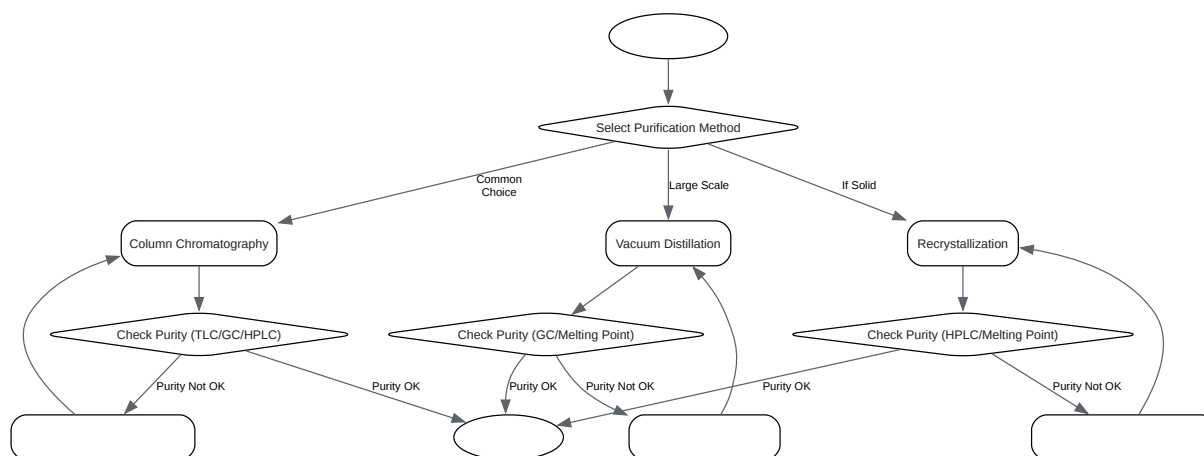 Select Purification Method
Common
Choice
Large Scale
If Solid
Column Chromatography
Vacuum Distillation
Recrystallization
Check Purity (TLC/GC/HPLC)
Check Purity (GC/Melting Point)
Check Purity (HPLC/Melting Point)
Purity Not OK
Purity OK
Purity OK
Purity Not OK
Purity OK
Purity Not OK